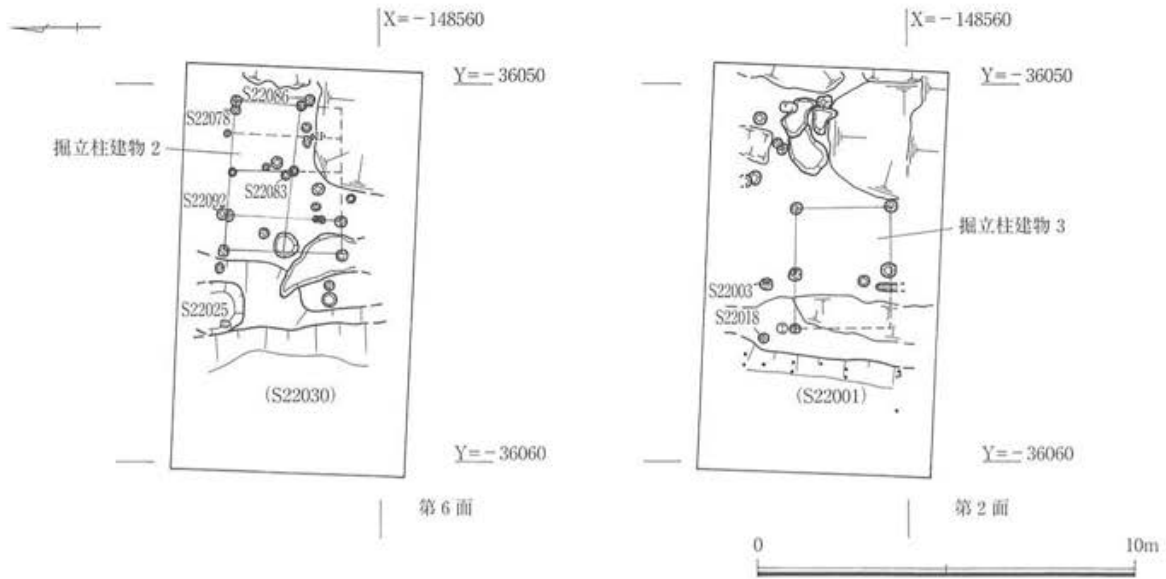 X=－148560
Y=－36050
S22086
S22078
掘立柱建物 2
S22083
S22092
S22025
(S22030)
Y=－36060
第 6 面
X=－148560
Y=－36050
掘立柱建物 3
S22003
S22018
(S22001)
Y=－36060
第 2 面
0
10m